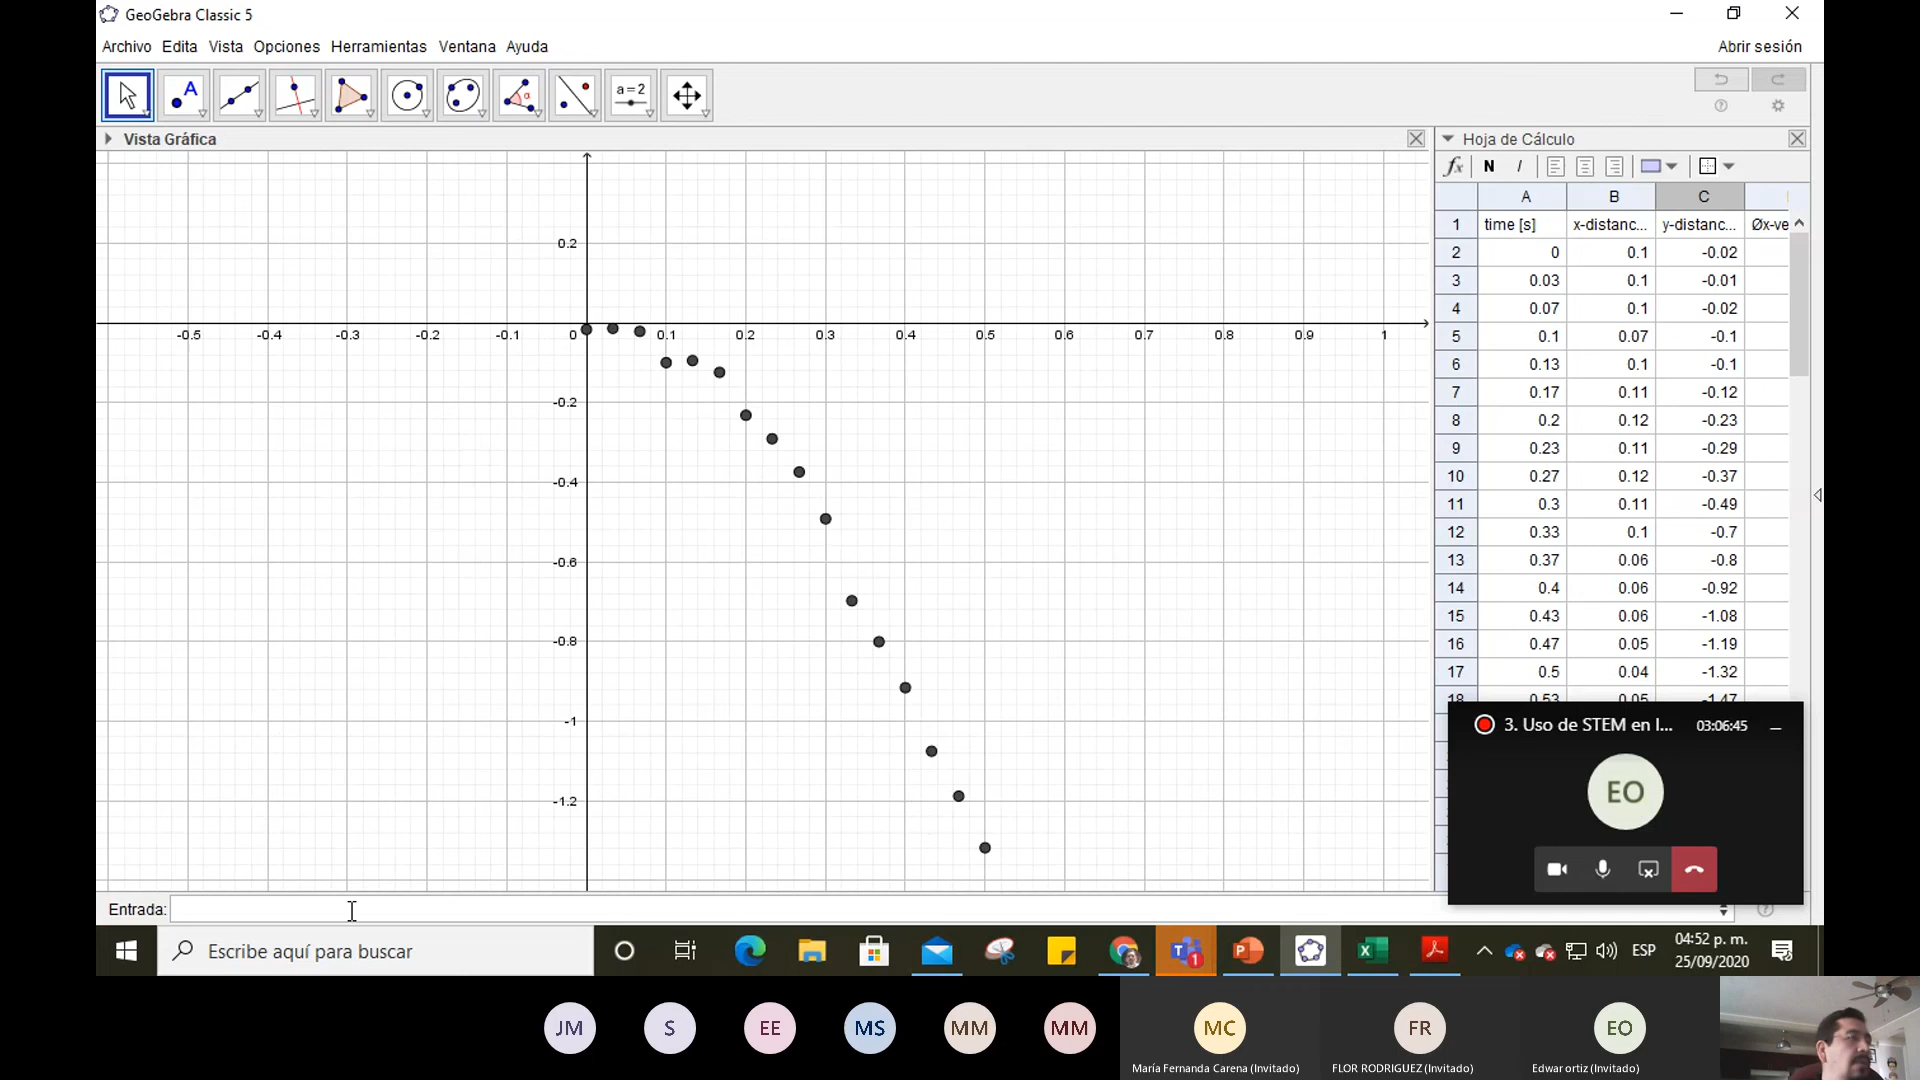 GeoGebra Classic 5
Archivo Edita Vista Opciones Herramientas Ventana Ayuda
Abrir sesión
A
α
a=2
Vista Gráfica
Hoja de Cálculo
fx N I
A B C
1 time [s] x-distanc... y-distanc... Øx-ve
2 0 0.1 -0.02
3 0.03 0.1 -0.01
4 0.07 0.1 -0.02
5 0.1 0.07 -0.1
6 0.13 0.1 -0.1
7 0.17 0.11 -0.12
8 0.2 0.12 -0.23
9 0.23 0.11 -0.29
10 0.27 0.12 -0.37
11 0.3 0.11 -0.49
12 0.33 0.1 -0.7
13 0.37 0.06 -0.8
14 0.4 0.06 -0.92
15 0.43 0.06 -1.08
16 0.47 0.05 -1.19
17 0.5 0.04 -1.32
18 0.53 0.05 -1.47
0.2
-0.5 -0.4 -0.3 -0.2 -0.1 0 0.1 0.2 0.3 0.4 0.5 0.6 0.7 0.8 0.9 1
-0.2
-0.4
-0.6
-0.8
-1
-1.2
3. Uso de STEM en l... 03:06:45
EO
Entrada:
Escribe aquí para buscar
1
ESP
04:52 p. m.
25/09/2020
JM S EE MS MM MM MC FR EO
María Fernanda Carena (Invitado) FLOR RODRIGUEZ (Invitado) Edwar ortiz (Invitado)